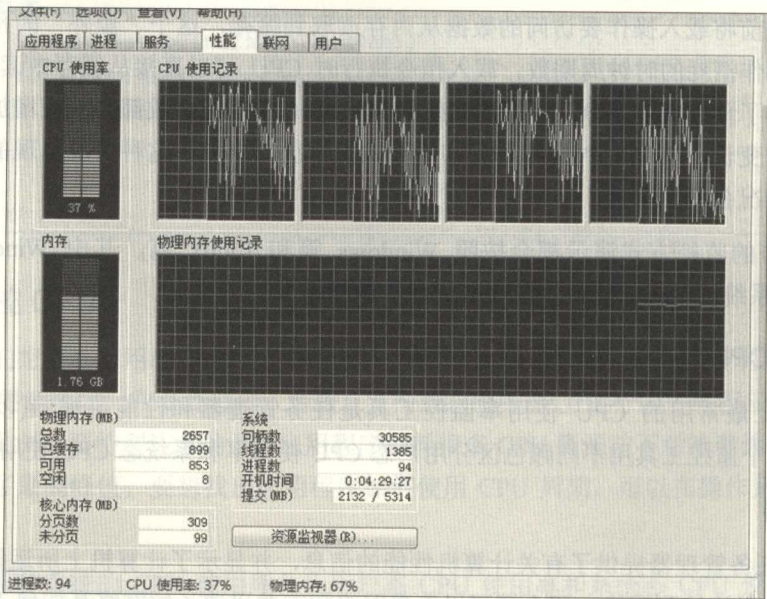 文件(F) 选项(O) 查看(V) 帮助(H)
应用程序 进程 服务 性能 联网 用户
CPU 使用率 CPU 使用记录
37 %
内存 物理内存使用记录
1.76 GB
物理内存(MB)
总数 2657
已缓存 899
可用 853
空闲 8
核心内存(MB)
分页数 309
未分页 99
系统
句柄数 30585
线程数 1385
进程数 94
开机时间 0:04:29:27
提交(MB) 2132 / 5314
资源监视器(R)...
进程数: 94 CPU 使用率: 37% 物理内存: 67%